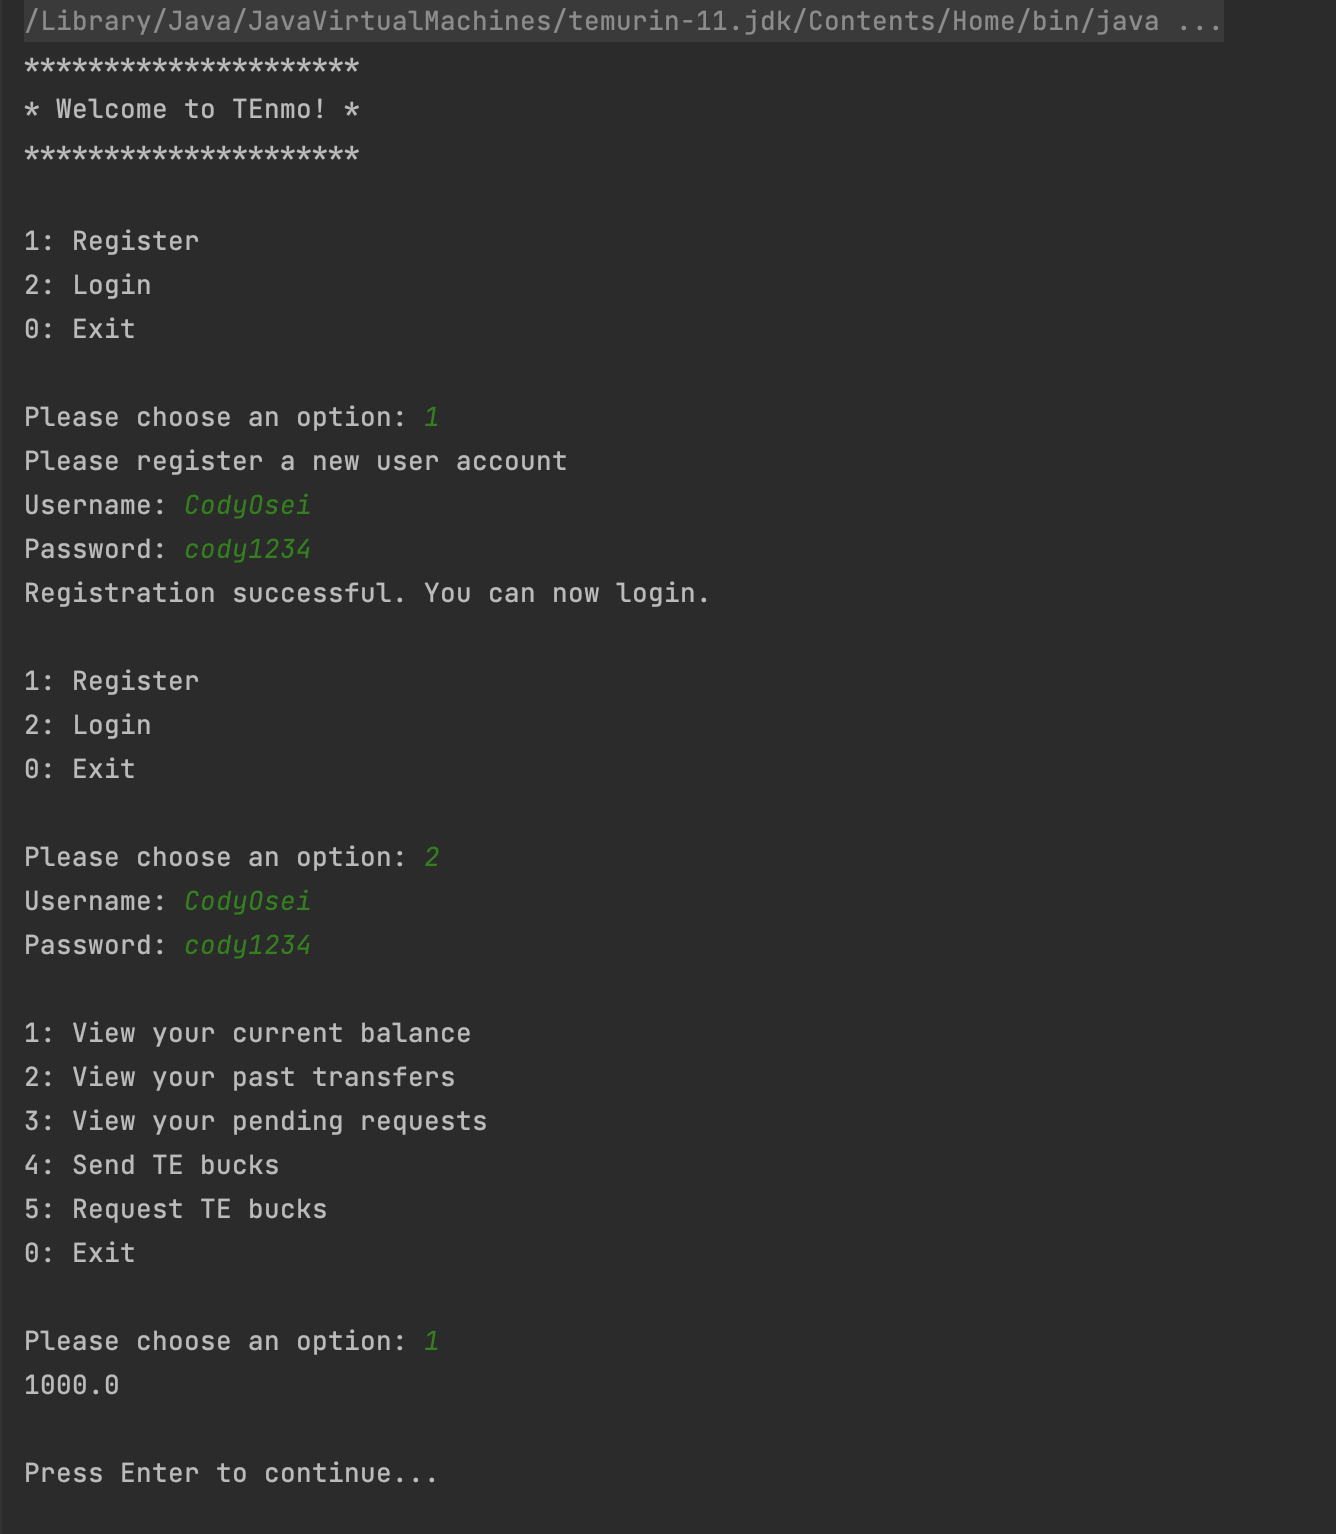 /Library/Java/JavaVirtualMachines/temurin-11.jdk/Contents/Home/bin/java ...
*********************
* Welcome to TEnmo! *
*********************
1: Register
2: Login
0: Exit
Please choose an option: 1
Please register a new user account
Username: CodyOsei
Password: cody1234
Registration successful. You can now login.
1: Register
2: Login
0: Exit
Please choose an option: 2
Username: CodyOsei
Password: cody1234
1: View your current balance
2: View your past transfers
3: View your pending requests
4: Send TE bucks
5: Request TE bucks
0: Exit
Please choose an option: 1
1000.0
Press Enter to continue...